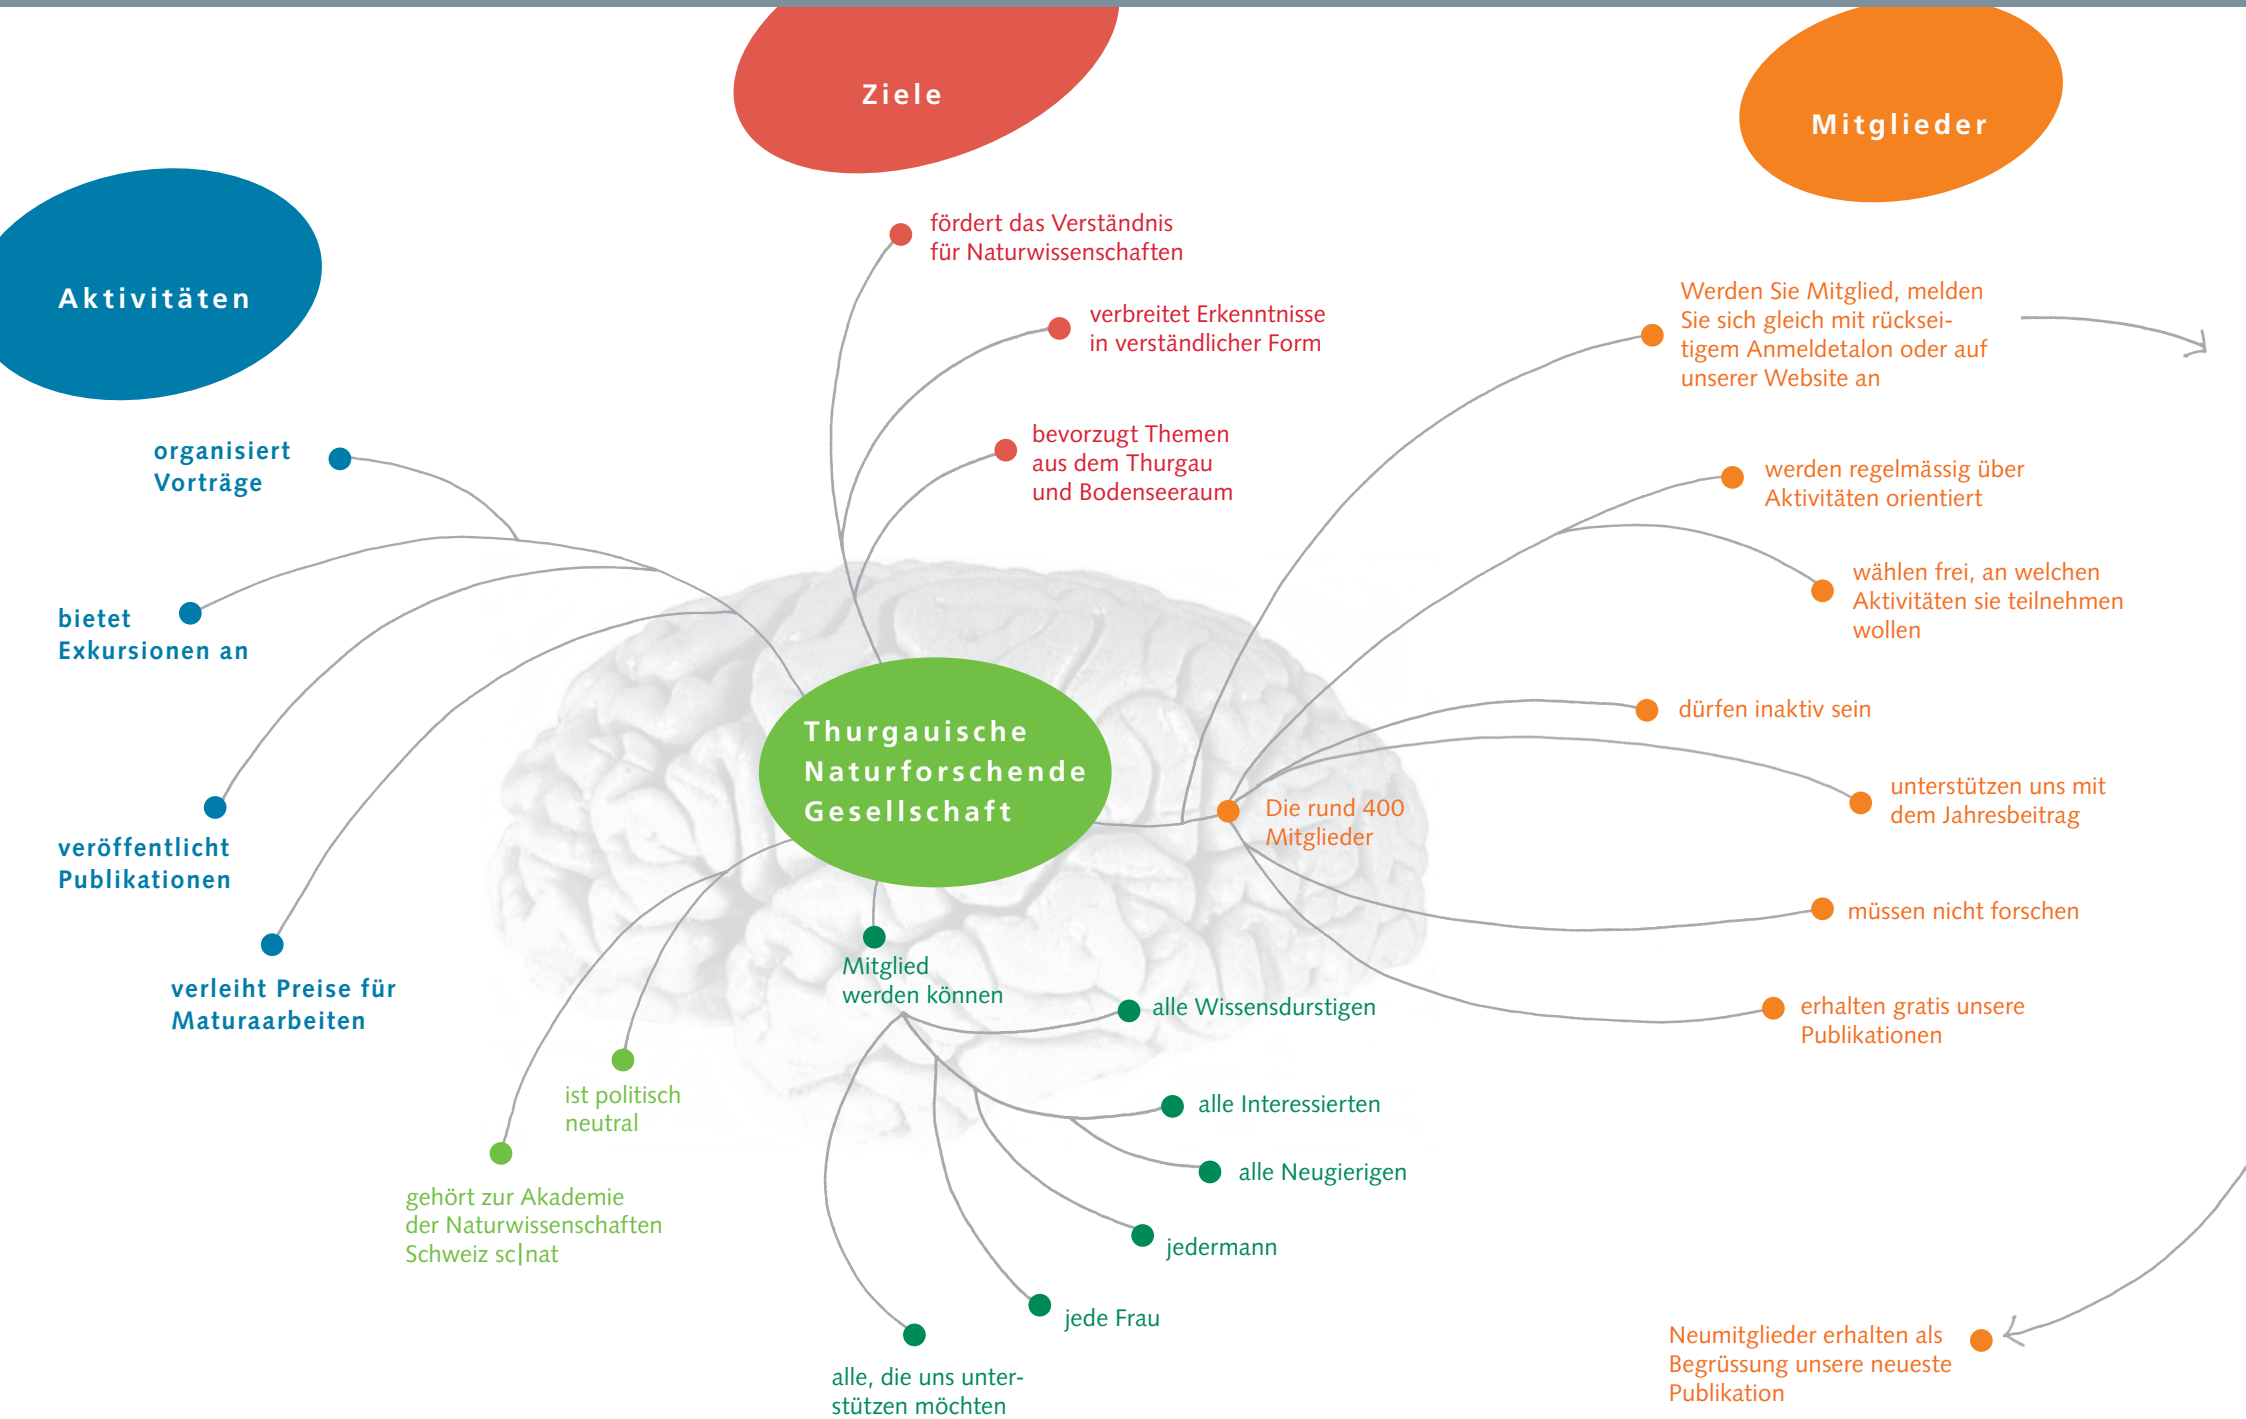 Ziele
Mitglieder
Aktivitäten
fördert das Verständnis
für Naturwissenschaften
verbreitet Erkenntnisse
in verständlicher Form
bevorzugt Themen
aus dem Thurgau
und Bodenseeraum
Werden Sie Mitglied, melden
Sie sich gleich mit rücksei-
tigem Anmeldetalon oder auf
unserer Website an
organisiert
Vorträge
werden regelmässig über
Aktivitäten orientiert
wählen frei, an welchen
Aktivitäten sie teilnehmen
wollen
bietet
Exkursionen an
dürfen inaktiv sein
Thurgauische
Naturforschende
Gesellschaft
unterstützen uns mit
dem Jahresbeitrag
Die rund 400
Mitglieder
veröffentlicht
Publikationen
müssen nicht forschen
verleiht Preise für
Maturaarbeiten
Mitglied
werden können
alle Wissensdurstigen
erhalten gratis unsere
Publikationen
ist politisch
neutral
alle Interessierten
alle Neugierigen
gehört zur Akademie
der Naturwissenschaften
Schweiz sc|nat
jedermann
jede Frau
alle, die uns unter-
stützen möchten
Neumitglieder erhalten als
Begrüssung unsere neueste
Publikation